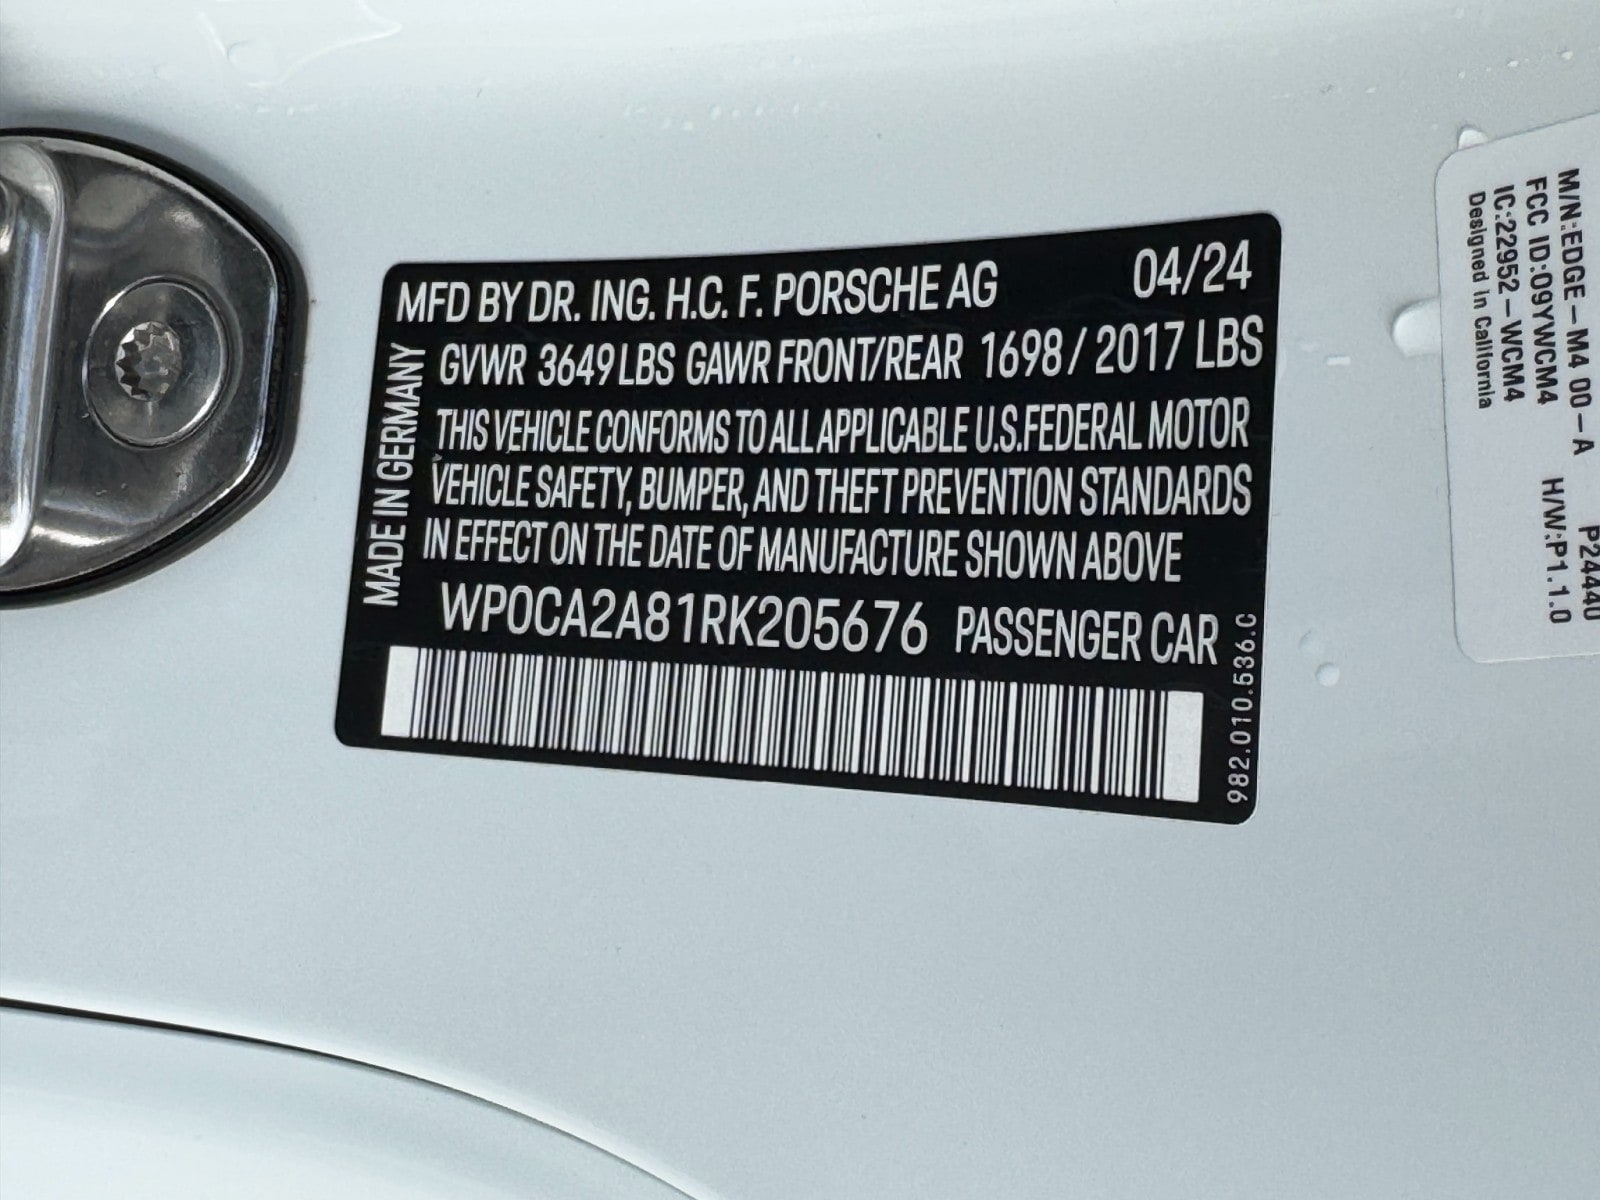 MFD BY DR. ING. H.C. F. PORSCHE AG 04/24
GVWR 3649 LBS GAWR FRONT/REAR 1698 / 2017 LBS
THIS VEHICLE CONFORMS TO ALL APPLICABLE U.S.FEDERAL MOTOR
VEHICLE SAFETY, BUMPER, AND THEFT PREVENTION STANDARDS
IN EFFECT ON THE DATE OF MANUFACTURE SHOWN ABOVE
WP0CA2A81RK205676 PASSENGER CAR
MADE IN GERMANY
982.010.536.C
M/N:EDGE-M4 00-A P24440
FCC ID:O9YWCM4 H/W:P1.1.0
IC:22952-WCM4
Designed in California